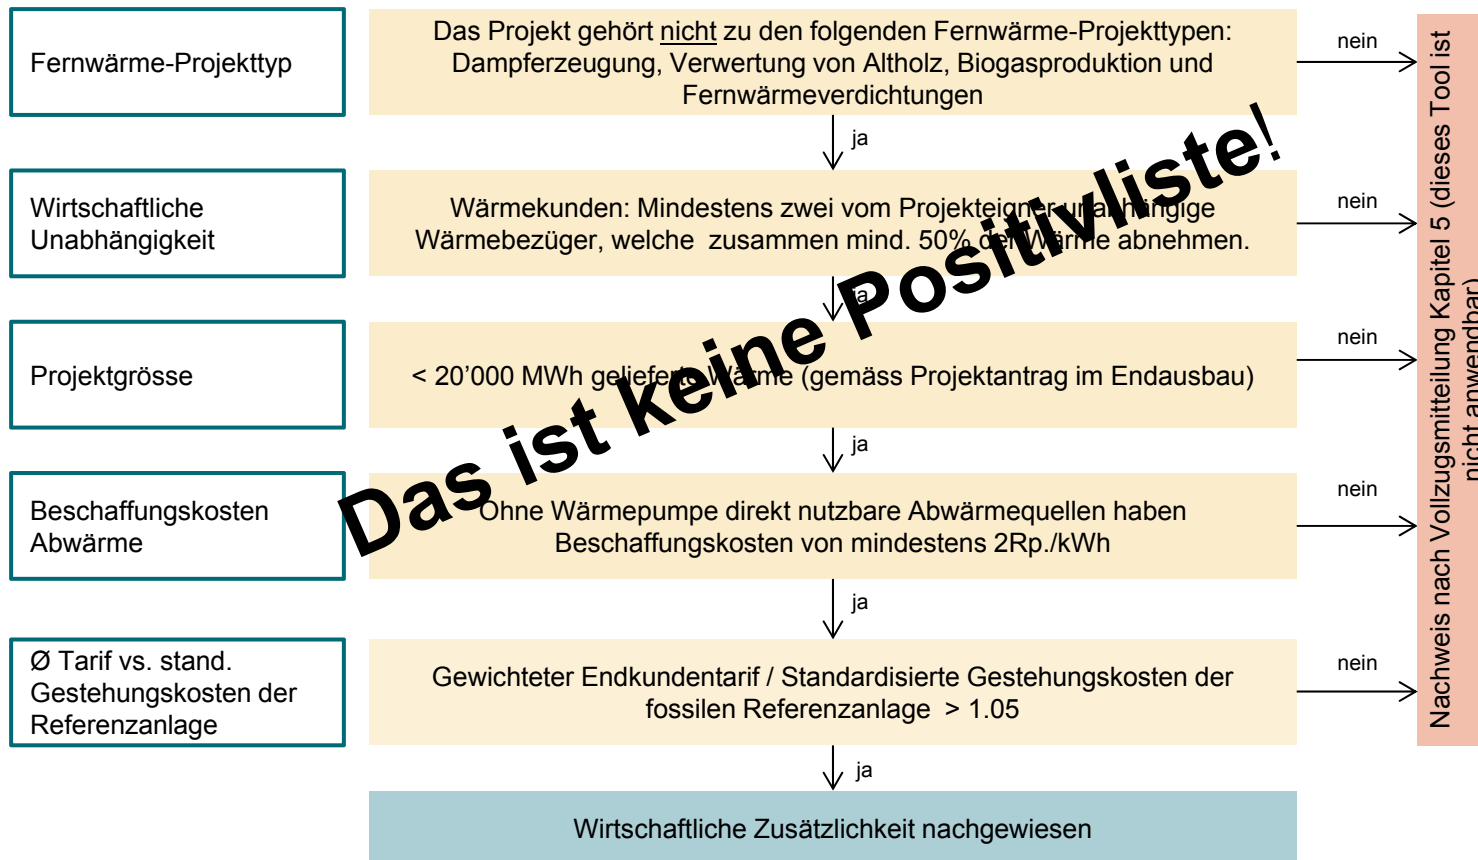 Fernwärme-Projekttyp
Das Projekt gehört nicht zu den folgenden Fernwärme-Projekttypen:
Dampferzeugung, Verwertung von Altholz, Biogasproduktion und
Fernwärmeverdichtungen
nein
ja
Wirtschaftliche
Unabhängigkeit
Wärmekunden: Mindestens zwei vom Projekteigner unabhängige
Wärmebezüger, welche zusammen mind. 50% der Wärme abnehmen.
nein
ja
Projektgrösse
< 20’000 MWh gelieferte Wärme (gemäss Projektantrag im Endausbau)
nein
ja
Beschaffungskosten
Abwärme
Ohne Wärmepumpe direkt nutzbare Abwärmequellen haben
Beschaffungskosten von mindestens 2Rp./kWh
nein
ja
Ø Tarif vs. stand.
Gestehungskosten der
Referenzanlage
Gewichteter Endkundentarif / Standardisierte Gestehungskosten der
fossilen Referenzanlage > 1.05
nein
ja
Wirtschaftliche Zusätzlichkeit nachgewiesen
Nachweis nach Vollzugsmitteilung Kapitel 5 (dieses Tool ist
nicht anwendbar)
Das ist keine Positivliste!